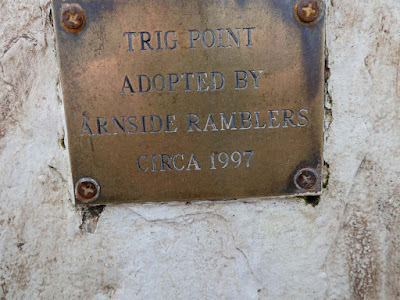 TRIG POINT
ADOPTED BY
ARNSIDE RAMBLERS
CIRCA 1997